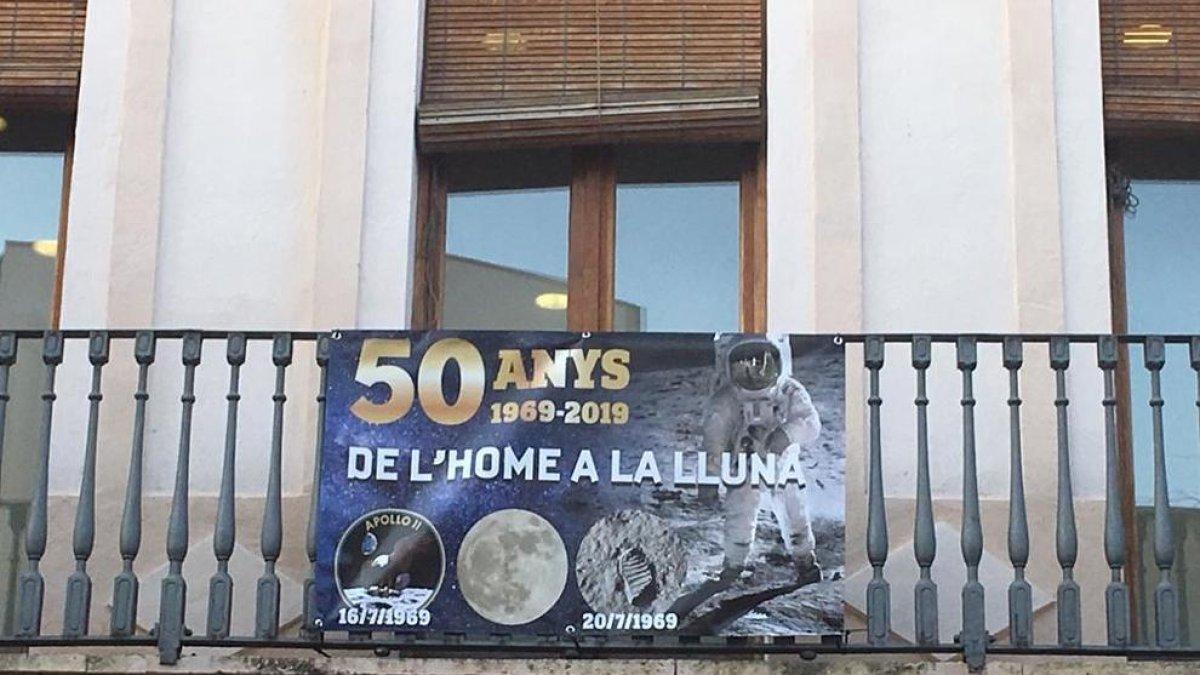 50 ANYS
1969-2019
DE L'HOME A LA LLUNA
APOLLO 11
16/7/1969
20/7/1969